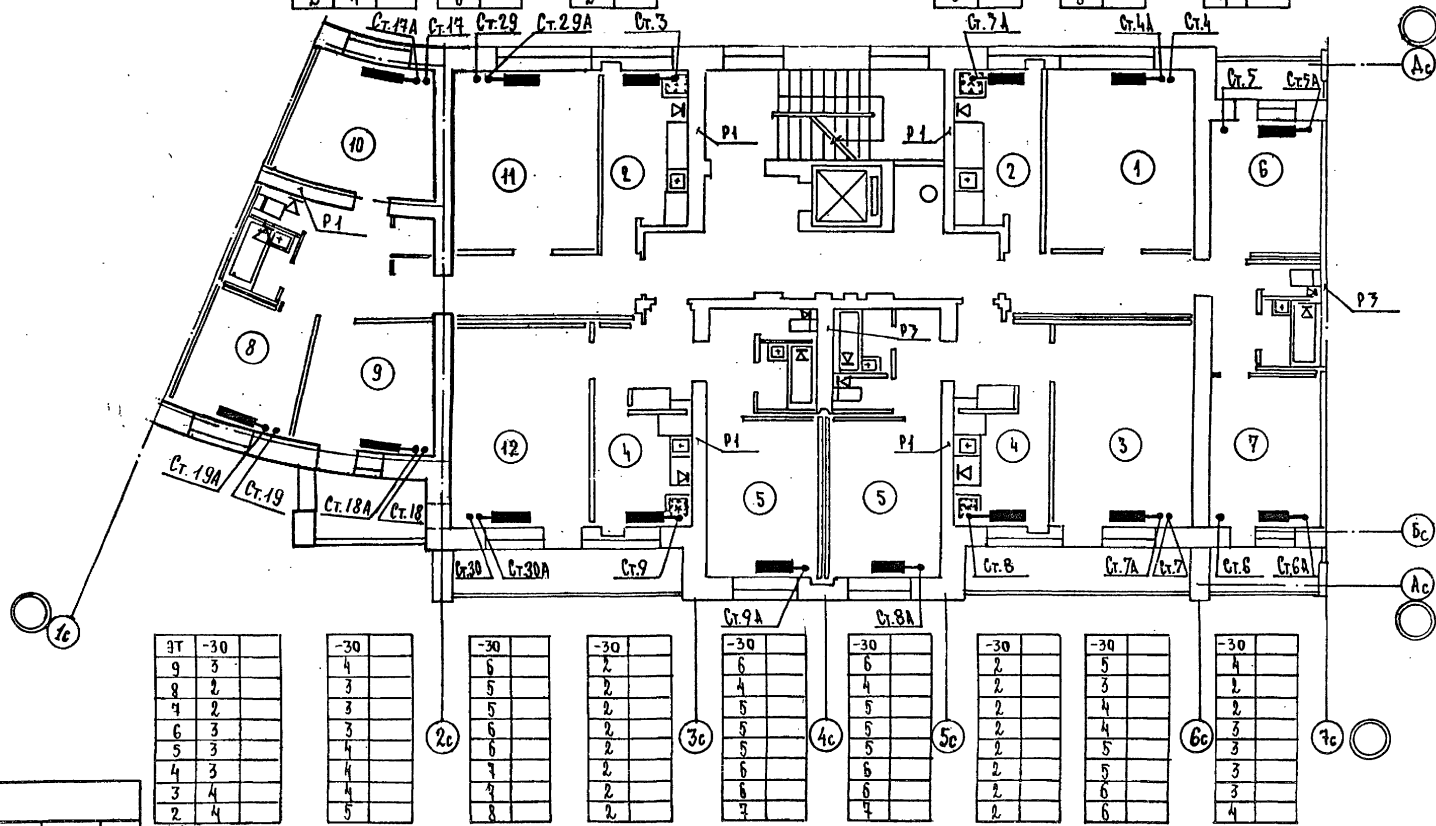 Ст.17А Ст.17 Ст.29 Ст.29А Ст.3 Ст.3А Ст.4А Ст.4
Ст.5 Ст.5А
Дс
10 11 2 Р1 Р1 2 1 6
Р1
Р3
8 9 Р3
12 4 Р1 5 5 Р1 4 3 7
Ст.19А Ст.19 Ст.18А Ст.18
Бс
Ст.30 Ст.30А Ст.9 Ст.8 Ст.7А Ст.7 Ст.6 Ст.6А
Ас
Ст.9А Ст.8А
1с
2с 3с 4с 5с 6с 7с
ЭТ -30 -30 -30 -30 -30 -30 -30 -30 -30
9 3 4 6 2 6 6 2 5 4
8 2 3 5 2 4 4 2 3 2
7 2 3 5 2 5 5 2 4 2
6 3 3 6 2 5 5 2 4 3
5 3 4 6 2 5 5 2 5 3
4 3 4 7 2 6 6 2 5 3
3 4 4 7 2 6 6 2 6 3
2 4 5 8 2 7 7 2 6 4